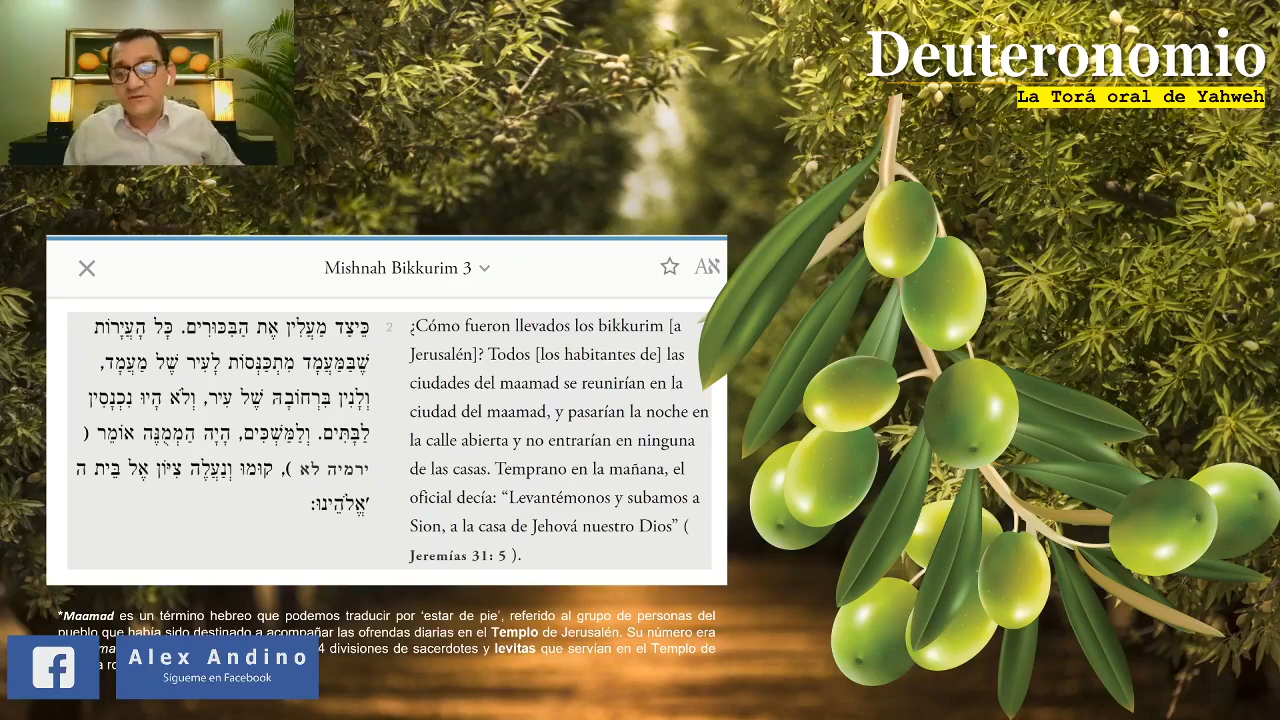 Deuteronomio
La Torá oral de Yahweh
Mishnah Bikkurim 3
כֵּיצַד מַעֲלִין אֶת הַבִּכּוּרִים. כָּל הָעֲיָרוֹת
שֶׁבַּמַּעֲמָד מִתְכַּנְּסוֹת לָעִיר שֶׁל מַעֲמָד,
וְלָנִין בִּרְחוֹבָהּ שֶׁל עִיר, וְלֹא הָיוּ נִכְנָסִין
לַבָּתִּים. וְלַמַּשְׁכִּים, הָיָה הַמְמֻנֶּה אוֹמֵר (
ירמיה לא ), קוּמוּ וְנַעֲלֶה צִיּוֹן אֶל בֵּית ה
'אֱלֹהֵינוּ:
2
¿Cómo fueron llevados los bikkurim [a
Jerusalén]? Todos [los habitantes de] las
ciudades del maamad se reunirían en la
ciudad del maamad, y pasarían la noche en
la calle abierta y no entrarían en ninguna
de las casas. Temprano en la mañana, el
oficial decía: “Levantémonos y subamos a
Sion, a la casa de Jehová nuestro Dios” (
Jeremías 31: 5 ).
*Maamad es un término hebreo que podemos traducir por ‘estar de pie’, referido al grupo de personas del
pueblo que había sido destinado a acompañar las ofrendas diarias en el Templo de Jerusalén. Su número era
4 divisiones de sacerdotes y levitas que servían en el Templo de
Alex Andino
Sigueme en Facebook